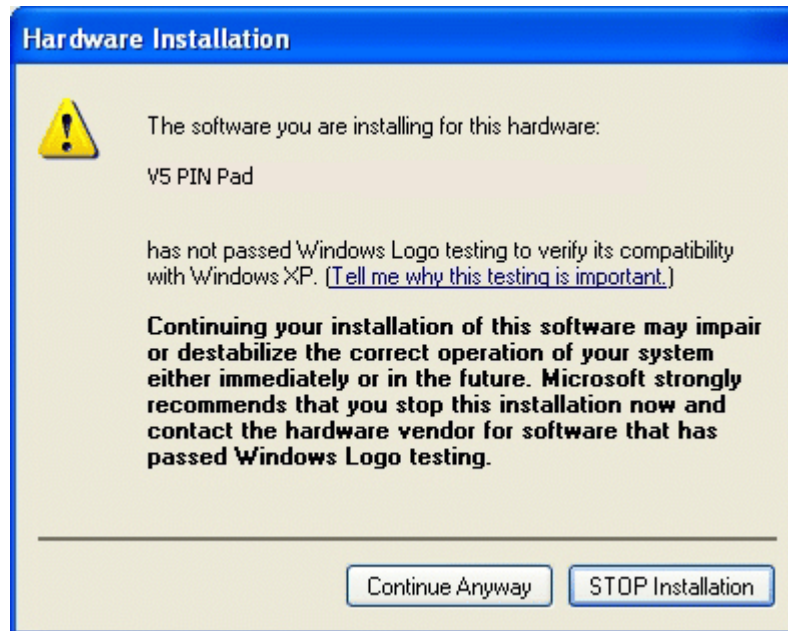 Hardware Installation
The software you are installing for this hardware:
V5 PIN Pad
has not passed Windows Logo testing to verify its compatibility
with Windows XP. (Tell me why this testing is important.)
Continuing your installation of this software may impair
or destabilize the correct operation of your system
either immediately or in the future. Microsoft strongly
recommends that you stop this installation now and
contact the hardware vendor for software that has
passed Windows Logo testing.
Continue Anyway
STOP Installation